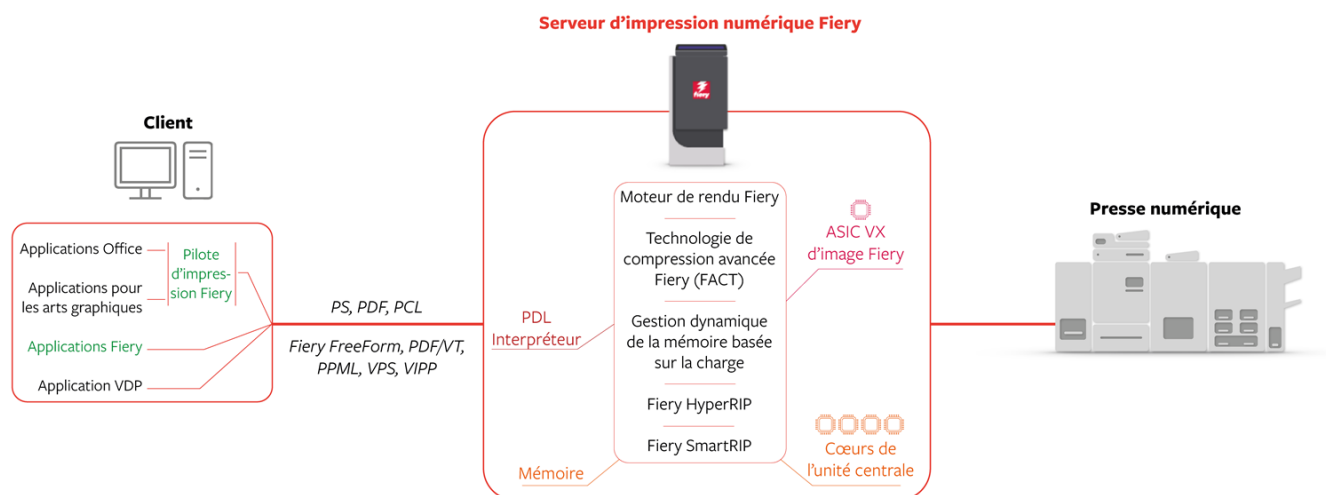 Serveur d’impression numérique Fiery
Fiery
Client
Applications Office
Pilote
d’impres-
sion Fiery
Applications pour
les arts graphiques
Applications Fiery
Application VDP
PS, PDF, PCL
Fiery FreeForm, PDF/VT,
PPML, VPS, VIPP
PDL
Interpréteur
Mémoire
Moteur de rendu Fiery
Technologie de
compression avancée
Fiery (FACT)
Gestion dynamique
de la mémoire basée
sur la charge
Fiery HyperRIP
Fiery SmartRIP
ASIC VX
d’image Fiery
Cœurs de
l’unité centrale
Presse numérique